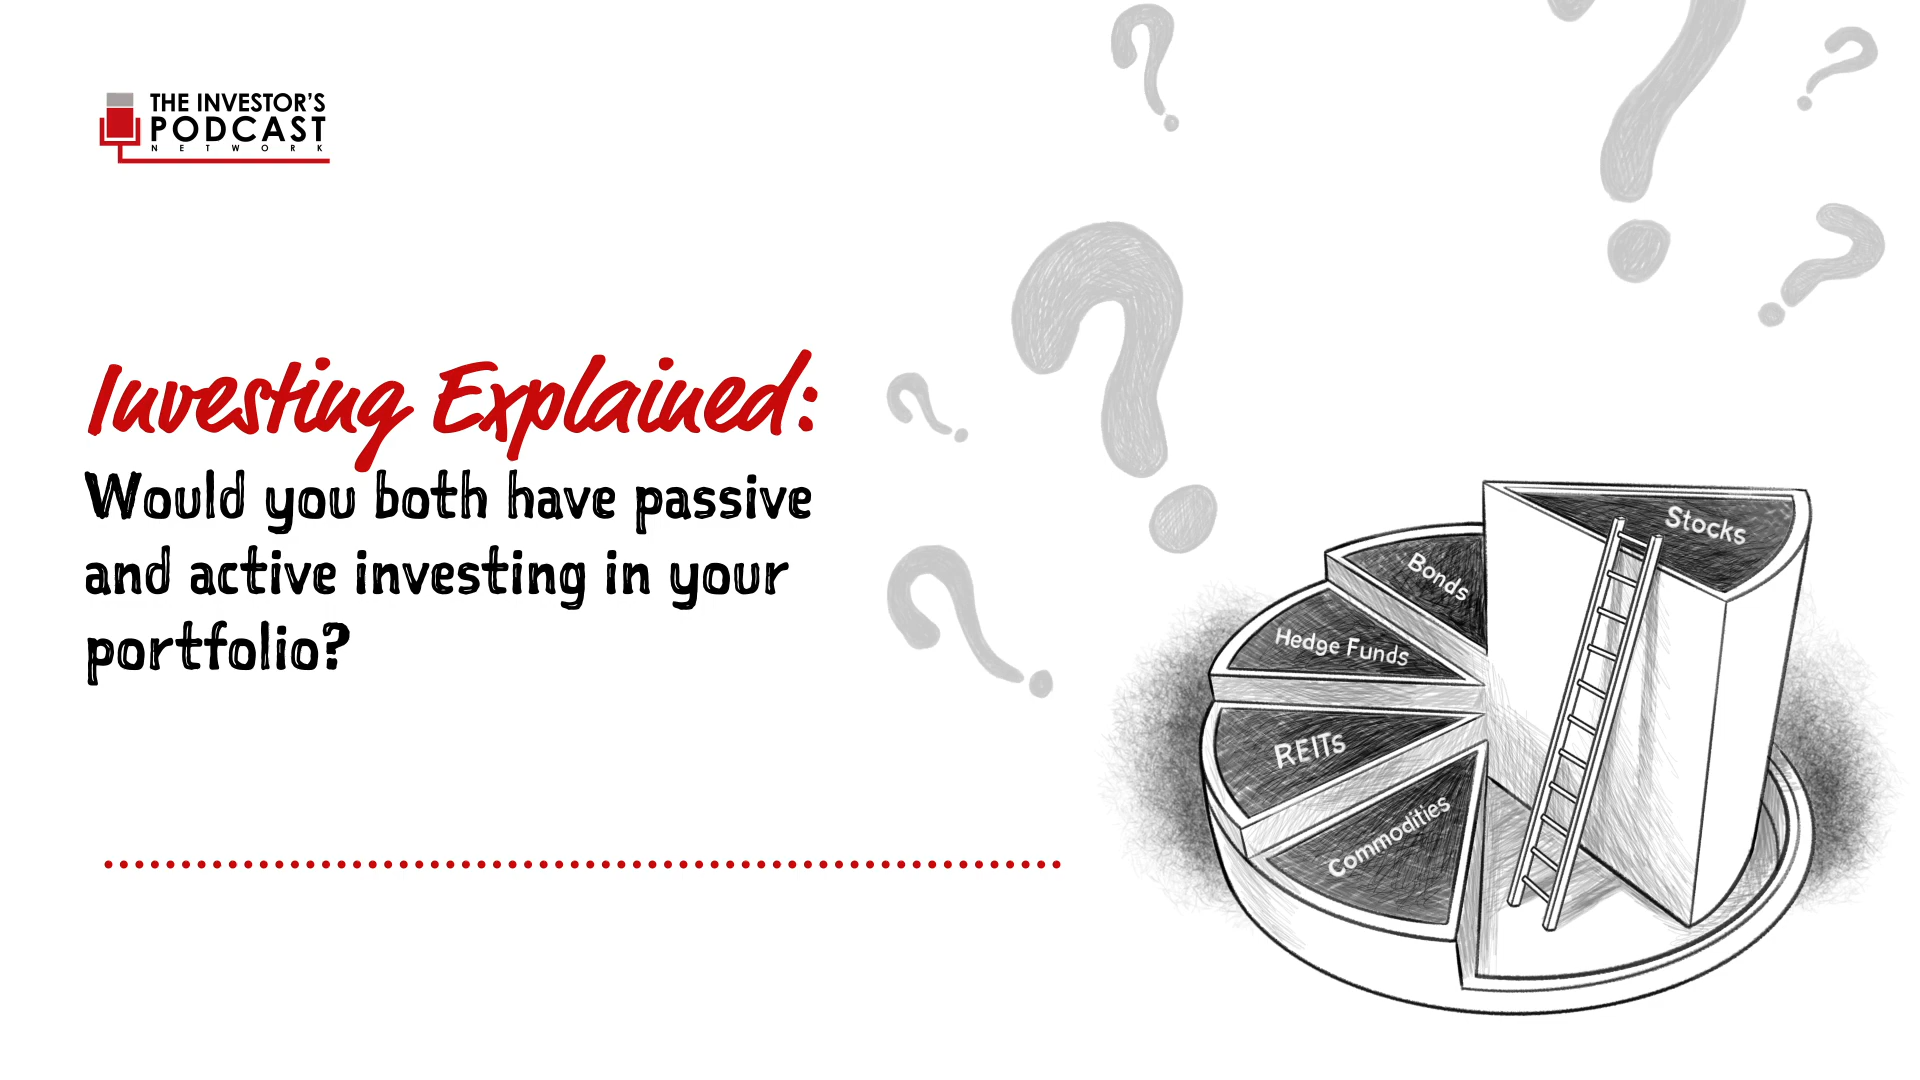 THE INVESTOR'S
PODCAST
NETWORK
Investing Explained:
Would you both have passive
and active investing in your
portfolio?
Stocks
Bonds
Hedge Funds
REITs
Commodities